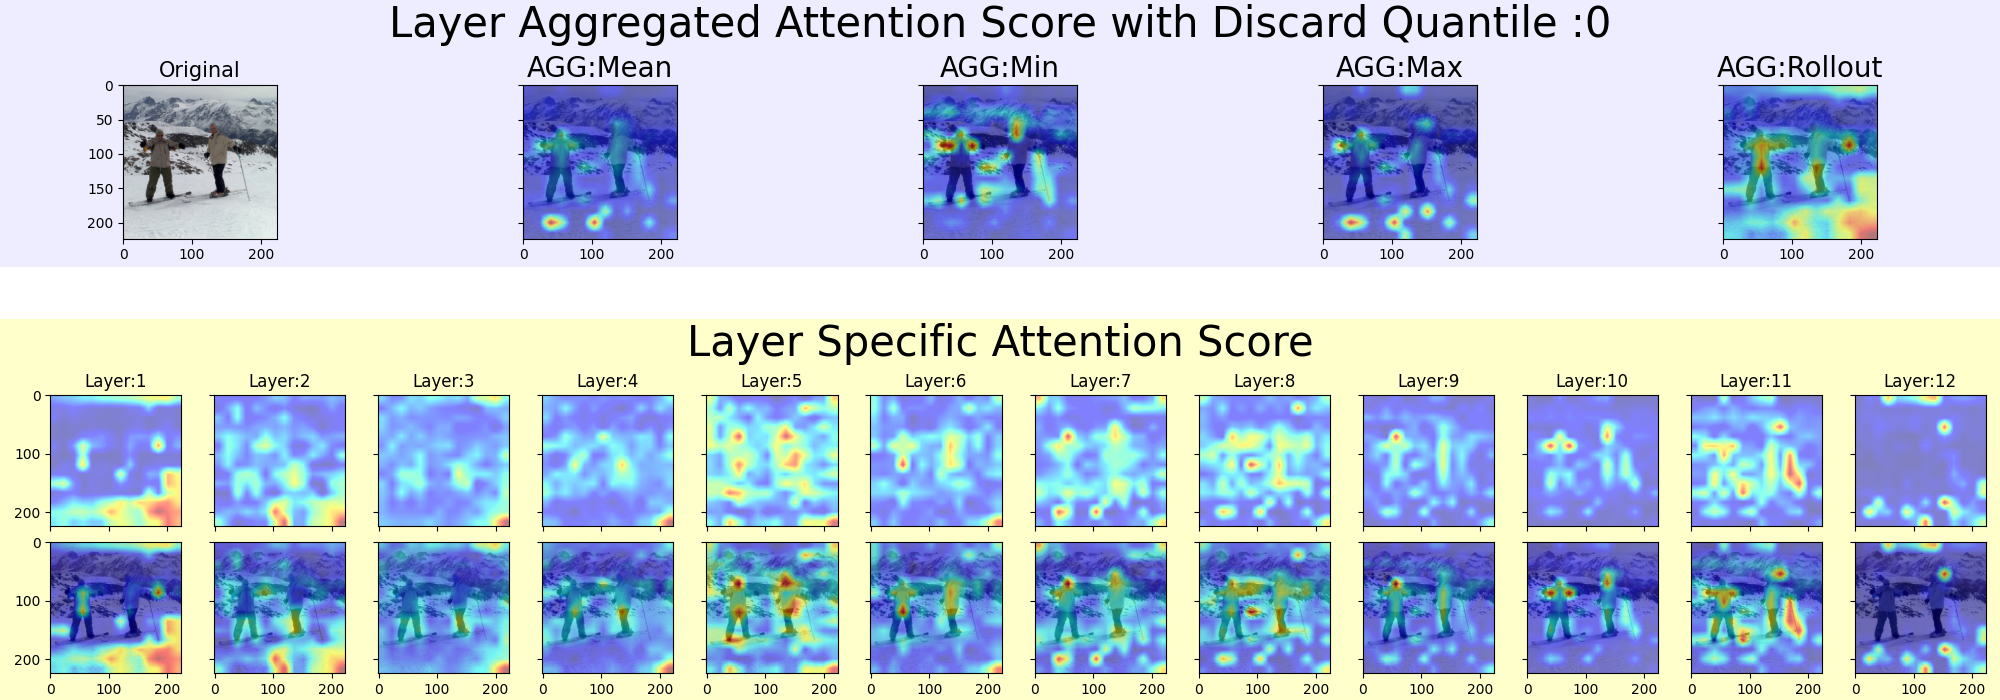 Layer Aggregated Attention Score with Discard Quantile :0
Original
AGG:Mean
AGG:Min
AGG:Max
AGG:Rollout
0
50
100
150
200
0 100 200
0 100 200
0 100 200
0 100 200
0 100 200
Layer Specific Attention Score
Layer:1 Layer:2 Layer:3 Layer:4 Layer:5 Layer:6 Layer:7 Layer:8 Layer:9 Layer:10 Layer:11 Layer:12
0
100
200
0
100
200
0 100 200 0 100 200 0 100 200 0 100 200 0 100 200 0 100 200 0 100 200 0 100 200 0 100 200 0 100 200 0 100 200 0 100 200